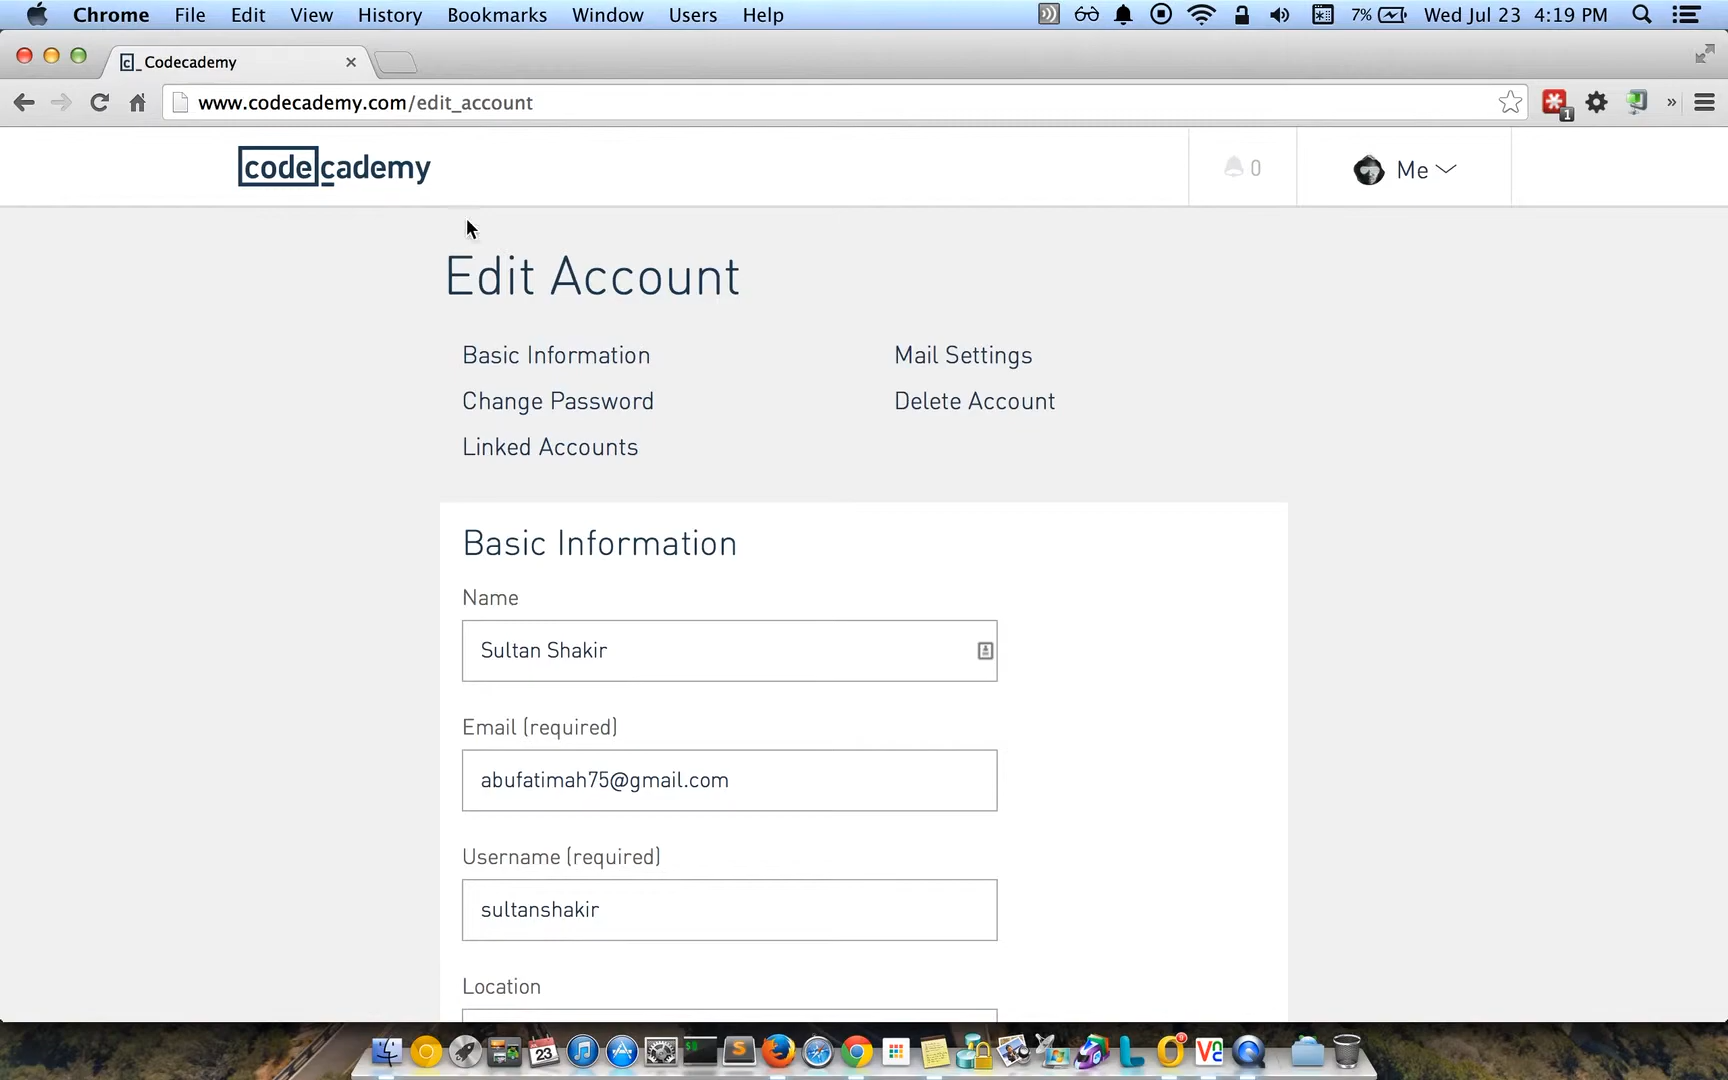 Chrome File Edit View History Bookmarks Window Users Help 7% Wed Jul 23 4:19 PM
c_ Codecademy
www.codecademy.com/edit_account
codecademy 0 Me
Edit Account
Basic Information Mail Settings
Change Password Delete Account
Linked Accounts
Basic Information
Name
Sultan Shakir
Email (required)
abufatimah75@gmail.com
Username (required)
sultanshakir
Location